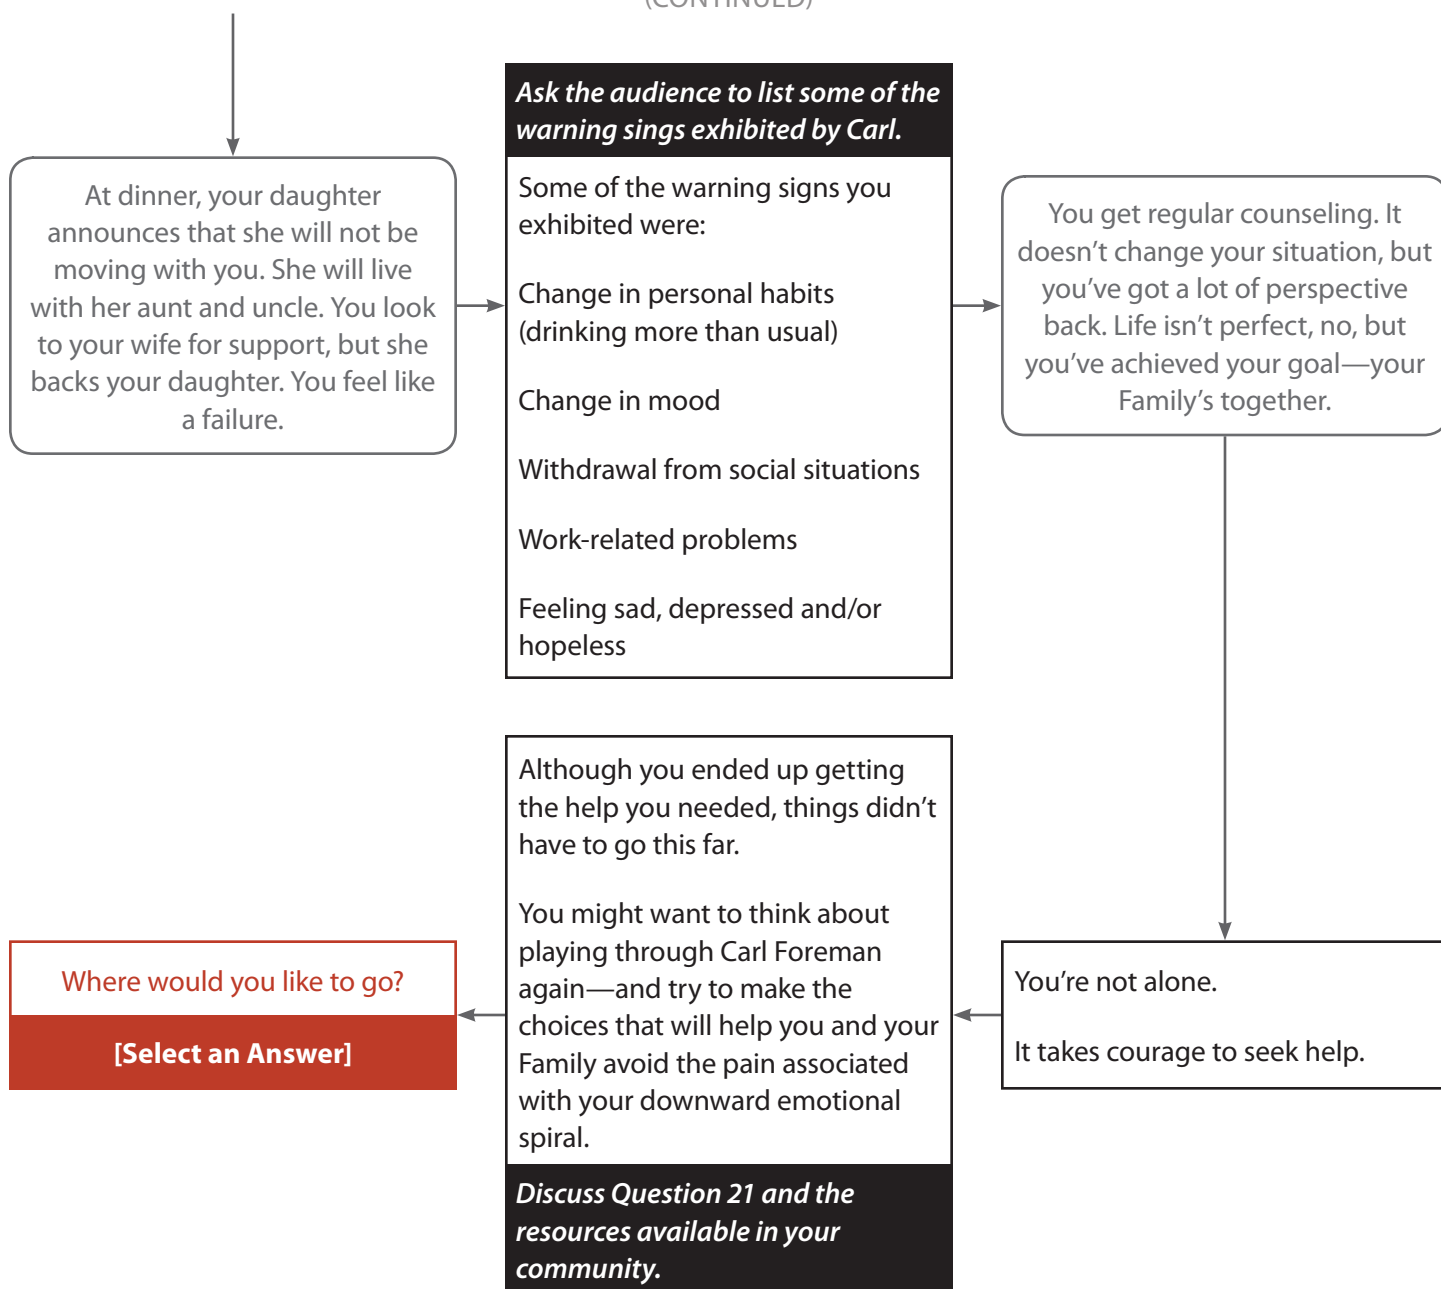 (CONTINUED)
At dinner, your daughter
announces that she will not be
moving with you. She will live
with her aunt and uncle. You look
to your wife for support, but she
backs your daughter. You feel like
a failure.
Ask the audience to list some of the
warning sings exhibited by Carl.
Some of the warning signs you
exhibited were:
Change in personal habits
(drinking more than usual)
Change in mood
Withdrawal from social situations
Work-related problems
Feeling sad, depressed and/or
hopeless
You get regular counseling. It
doesn’t change your situation, but
you’ve got a lot of perspective
back. Life isn’t perfect, no, but
you’ve achieved your goal—your
Family’s together.
You’re not alone.
It takes courage to seek help.
Although you ended up getting
the help you needed, things didn’t
have to go this far.
You might want to think about
playing through Carl Foreman
again—and try to make the
choices that will help you and your
Family avoid the pain associated
with your downward emotional
spiral.
Discuss Question 21 and the
resources available in your
community.
Where would you like to go?
[Select an Answer]